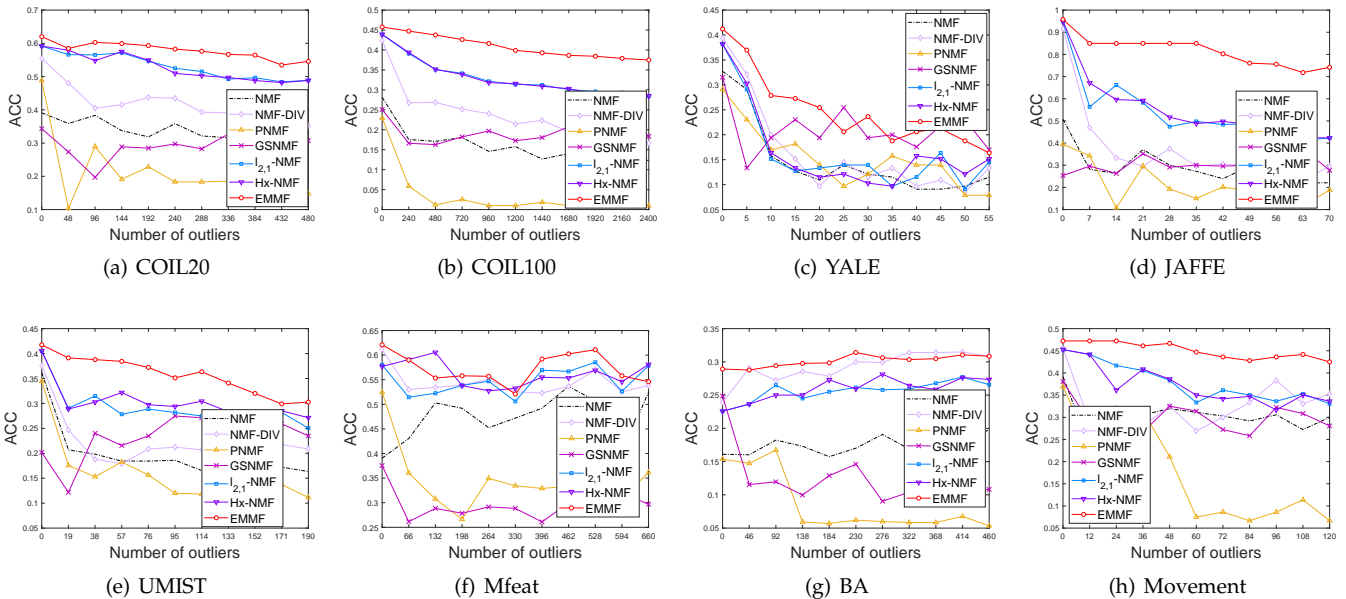 0.7
0.6
0.5
0.4
0.3
0.2
0.1
ACC
NMF
NMF-DIV
PNMF
GSNMF
l2,1-NMF
Hx-NMF
EMMF
0 48 96 144 192 240 288 336 384 432 480
Number of outliers
(a) COIL20
0.5
0.45
0.4
0.35
0.3
0.25
0.2
0.15
0.1
0.05
0
ACC
NMF
NMF-DIV
PNMF
GSNMF
l2,1-NMF
Hx-NMF
EMMF
0 240 480 720 960 1200 1440 1680 1920 2160 2400
Number of outliers
(b) COIL100
0.45
0.4
0.35
0.3
0.25
0.2
0.15
0.1
0.05
ACC
NMF
NMF-DIV
PNMF
GSNMF
l2,1-NMF
Hx-NMF
EMMF
0 5 10 15 20 25 30 35 40 45 50 55
Number of outliers
(c) YALE
1
0.9
0.8
0.7
0.6
0.5
0.4
0.3
0.2
0.1
ACC
NMF
NMF-DIV
PNMF
GSNMF
l2,1-NMF
Hx-NMF
EMMF
0 7 14 21 28 35 42 49 56 63 70
Number of outliers
(d) JAFFE
0.45
0.4
0.35
0.3
0.25
0.2
0.15
0.1
0.05
ACC
NMF
NMF-DIV
PNMF
GSNMF
l2,1-NMF
Hx-NMF
EMMF
0 19 38 57 76 95 114 133 152 171 190
Number of outliers
(e) UMIST
0.65
0.6
0.55
0.5
0.45
0.4
0.35
0.3
0.25
ACC
NMF
NMF-DIV
PNMF
GSNMF
l2,1-NMF
Hx-NMF
EMMF
0 66 132 198 264 330 396 462 528 594 660
Number of outliers
(f) Mfeat
0.35
0.3
0.25
0.2
0.15
0.1
0.05
ACC
NMF
NMF-DIV
PNMF
GSNMF
l2,1-NMF
Hx-NMF
EMMF
0 46 92 138 184 230 276 322 368 414 460
Number of outliers
(g) BA
0.5
0.45
0.4
0.35
0.3
0.25
0.2
0.15
0.1
0.05
ACC
NMF
NMF-DIV
PNMF
GSNMF
l2,1-NMF
Hx-NMF
EMMF
0 12 24 36 48 60 72 84 96 108 120
Number of outliers
(h) Movement